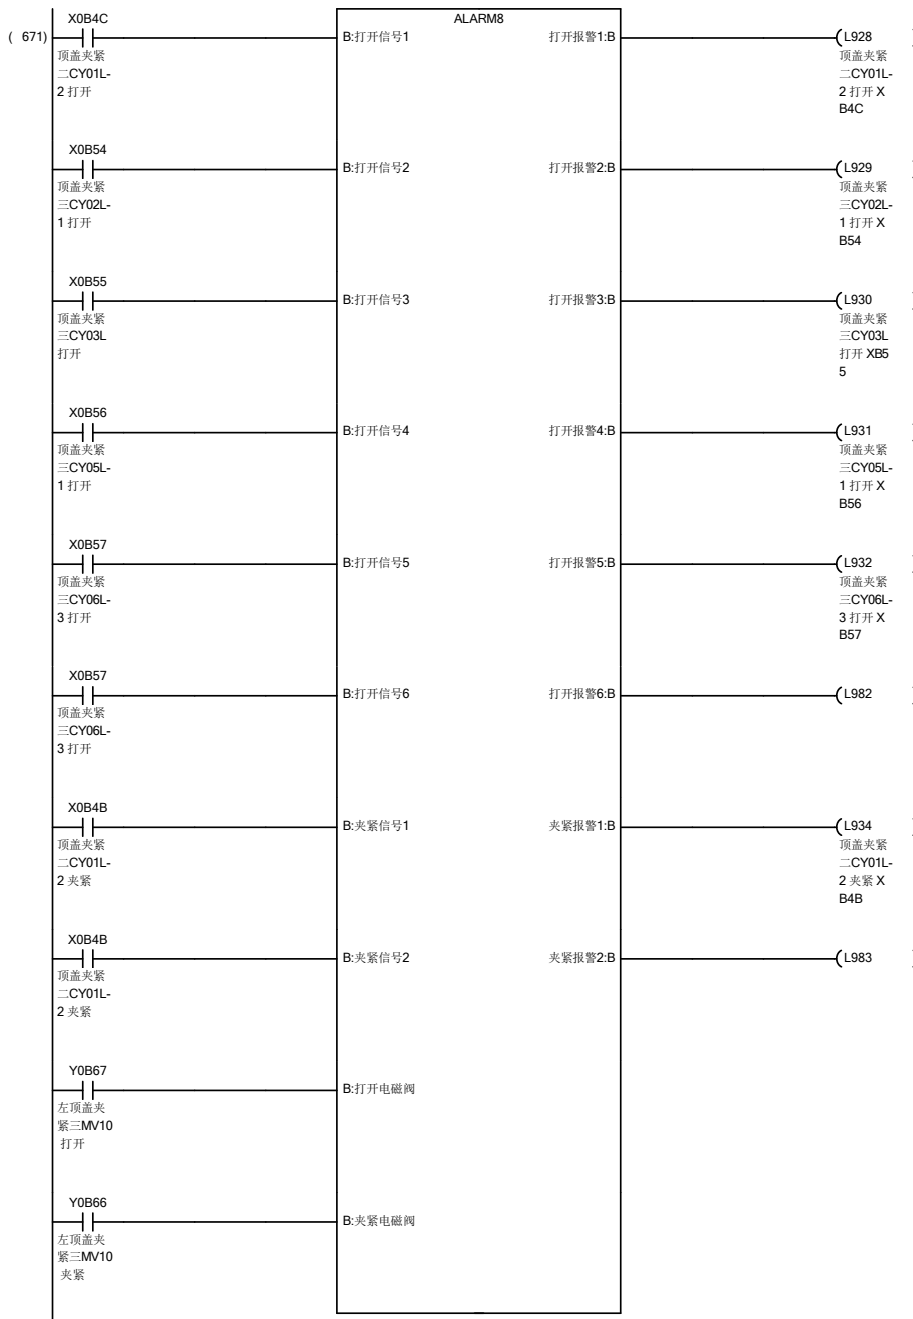 X0B4C
ALARM8
( 671)
B:打开信号1
打开报警1:B
L928
顶盖夹紧
二CY01L-
2 打开
顶盖夹紧
二CY01L-
2 打开 X
B4C
X0B54
B:打开信号2
打开报警2:B
L929
顶盖夹紧
三CY02L-
1 打开
顶盖夹紧
三CY02L-
1 打开 X
B54
X0B55
B:打开信号3
打开报警3:B
L930
顶盖夹紧
三CY03L
打开
顶盖夹紧
三CY03L
打开 XB5
5
X0B56
B:打开信号4
打开报警4:B
L931
顶盖夹紧
三CY05L-
1 打开
顶盖夹紧
三CY05L-
1 打开 X
B56
X0B57
B:打开信号5
打开报警5:B
L932
顶盖夹紧
三CY06L-
3 打开
顶盖夹紧
三CY06L-
3 打开 X
B57
X0B57
B:打开信号6
打开报警6:B
L982
顶盖夹紧
三CY06L-
3 打开
X0B4B
B:夹紧信号1
夹紧报警1:B
L934
顶盖夹紧
二CY01L-
2 夹紧
顶盖夹紧
二CY01L-
2 夹紧 X
B4B
X0B4B
B:夹紧信号2
夹紧报警2:B
L983
顶盖夹紧
二CY01L-
2 夹紧
Y0B67
B:打开电磁阀
左顶盖夹
紧三MV10
打开
Y0B66
B:夹紧电磁阀
左顶盖夹
紧三MV10
夹紧